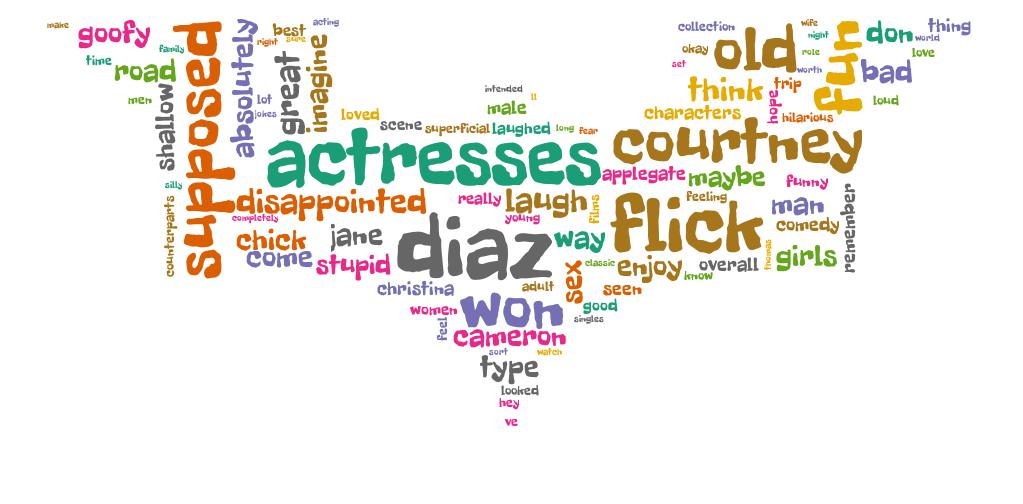 make
goofy
family
time
road
men
shallow
supposed
absolutely
right
best
sure
acting
lot
jokes
great
imagine
loved
scene
superficial
laughed
long
fear
intended
ll
male
actresses
silly
counterparts
completely
disappointed
chick
come
jane
stupid
really
young
laugh
films
diaz
way
classic
christina
adult
sex
seen
good
singles
women
feel
won
cameron
sort
watch
type
looked
hey
ve
collection
okay
set
old
wife
night
role
worth
fun
don
thing
world
love
bad
loud
think
trip
hope
characters
hilarious
courtney
applegate
maybe
funny
feeling
man
remember
flick
comedy
enjoy
know
overall
thomas
girls